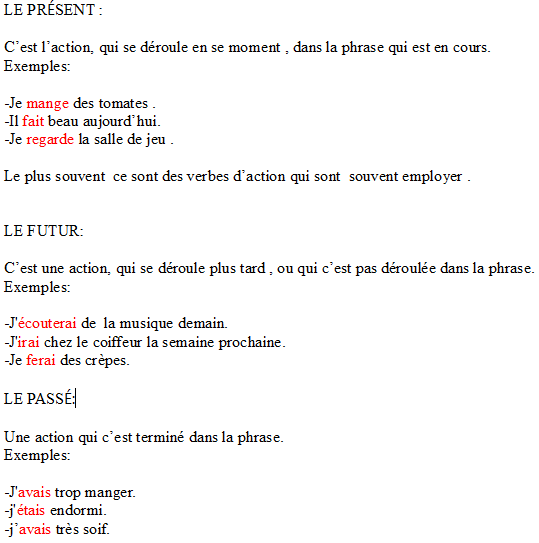 LE PRÉSENT :
C’est l’action, qui se déroule en se moment , dans la phrase qui est en cours.
Exemples:
-Je mange des tomates .
-Il fait beau aujourd’hui.
-Je regarde la salle de jeu .
Le plus souvent  ce sont des verbes d’action qui sont  souvent employer .
LE FUTUR:
C’est une action, qui se déroule plus tard , ou qui c’est pas déroulée dans la phrase.
Exemples:
-J'écouterai de  la musique demain.
-J'irai chez le coiffeur la semaine prochaine.
-Je ferai des crèpes.
LE PASSÉ:
Une action qui c’est terminé dans la phrase.
Exemples:
-J'avais trop manger.
-j'étais endormi.
-j’avais très soif.